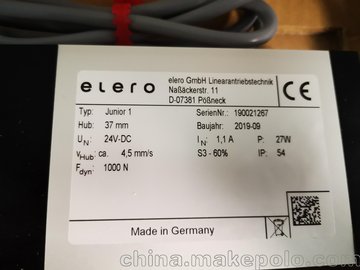 elero
elero GmbH Linearantriebstechnik
Naßäckerstr. 11
D-07381 Pößneck
CE
Typ: Junior 1 SerienNr.: 190021267
Hub: 37 mm Baujahr: 2019-09
UN: 24V-DC IN: 1,1 A P: 27W
vHub: ca. 4,5 mm/s S3 - 60% IP: 54
Fdyn: 1000 N
Made in Germany
china.makepolo.com